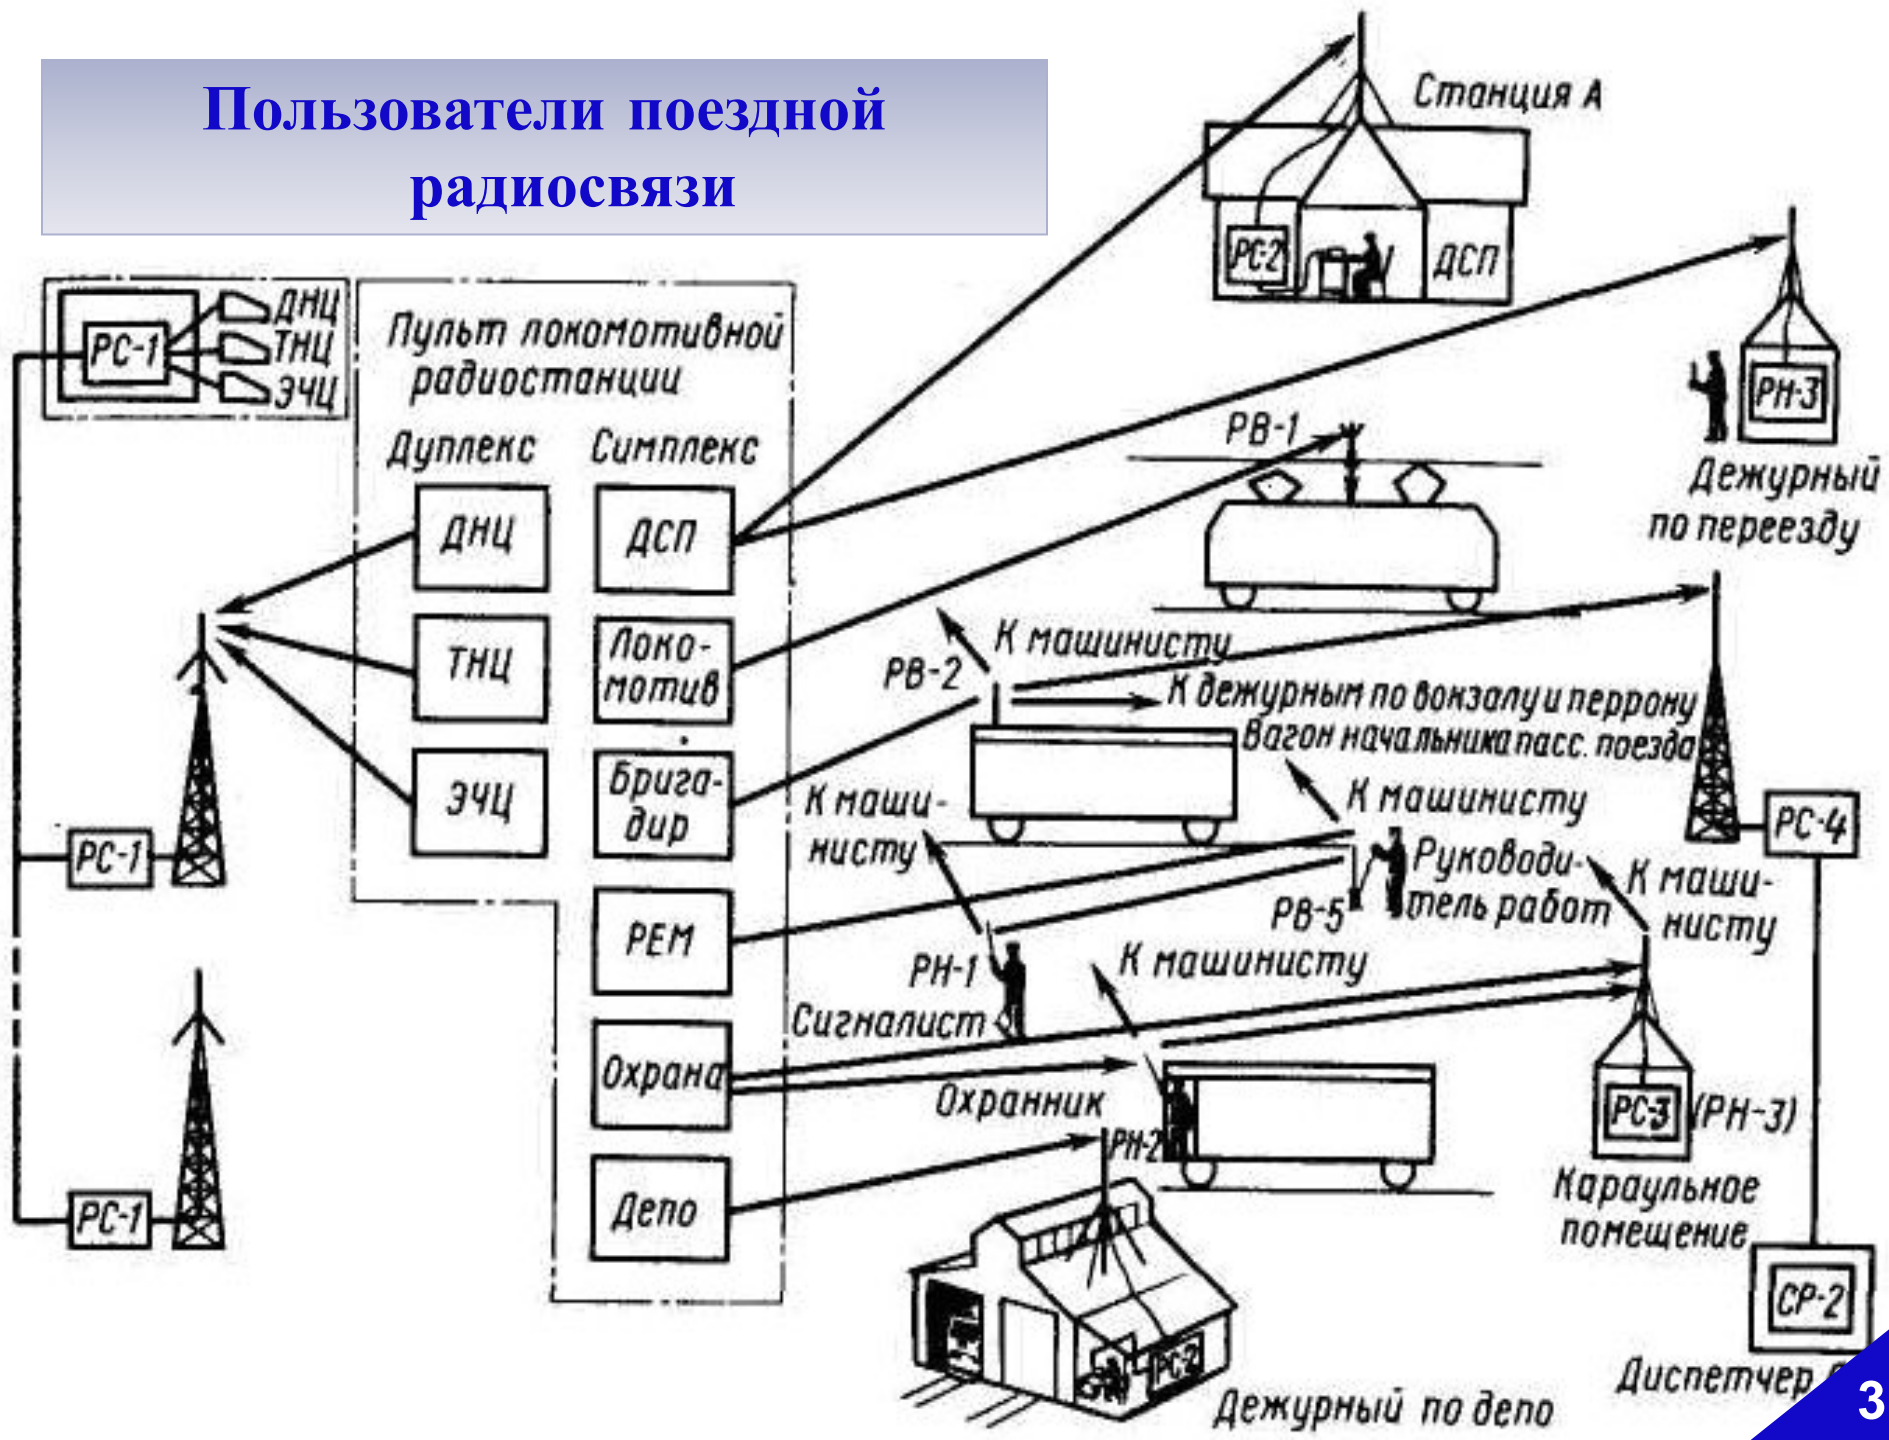 Пользователи поездной
радиосвязи
Станция А
РС-2
ДСП
РС-1
ДНЦ
ТНЦ
ЭЧЦ
Пульт локомотивной
радиостанции
Дуплекс
Симплекс
ДНЦ
ТНЦ
ЭЧЦ
ДСП
Локо-
мотив
Брига-
дир
РЕМ
Охрана
Депо
РС-1
РС-1
РН-3
Дежурный
по переезду
РВ-1
К машинисту
РВ-2
К дежурным по вокзалу и перрону
Вагон начальника пасс. поезда
К маши-
нисту
К машинисту
Руководи-
тель работ
РВ-5
РС-4
К маши-
нисту
РН-1
Сигналист
К машинисту
Охранник
РН-2
РС-3
(РН-3)
Караульное
помещение
СР-2
Диспетчер
РС-2
Дежурный по депо
3